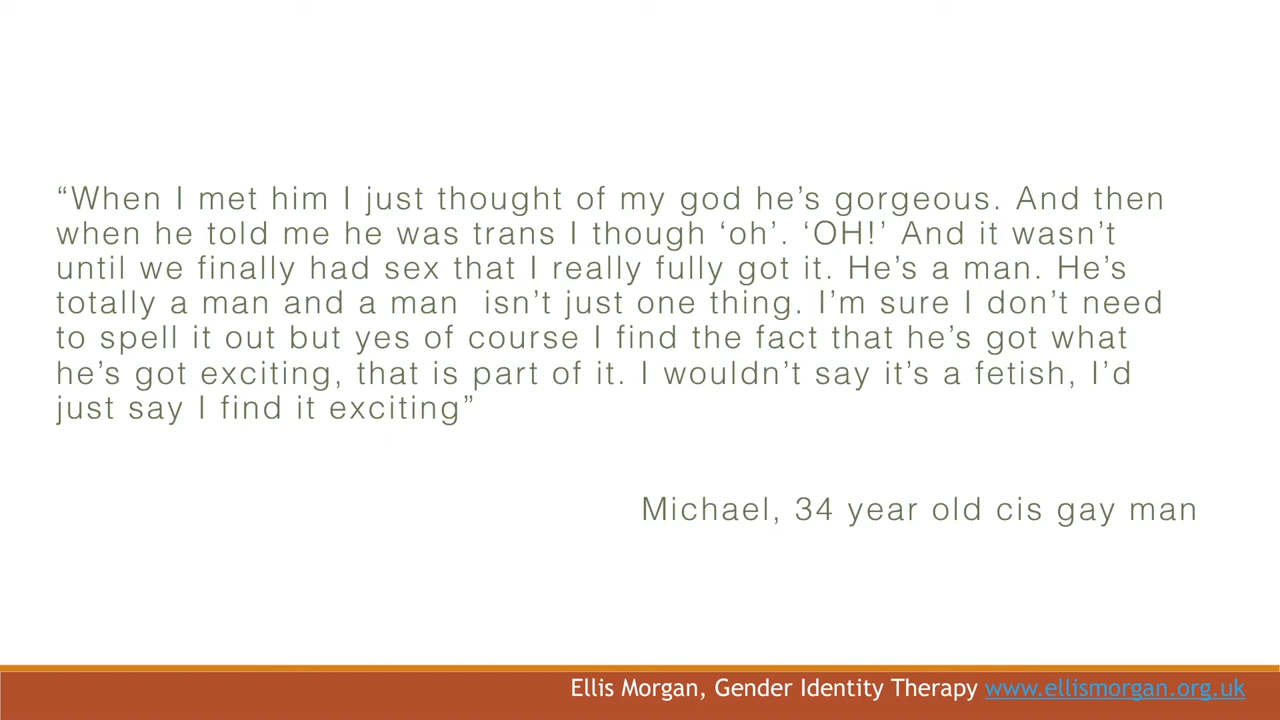 “When I met him I just thought of my god he’s gorgeous. And then
when he told me he was trans I though ‘oh’. ‘OH!’ And it wasn’t
until we finally had sex that I really fully got it. He’s a man. He’s
totally a man and a man  isn’t just one thing. I’m sure I don’t need
to spell it out but yes of course I find the fact that he’s got what
he’s got exciting, that is part of it. I wouldn’t say it’s a fetish, I’d
just say I find it exciting”
Michael, 34 year old cis gay man
Ellis Morgan, Gender Identity Therapy www.ellismorgan.org.uk